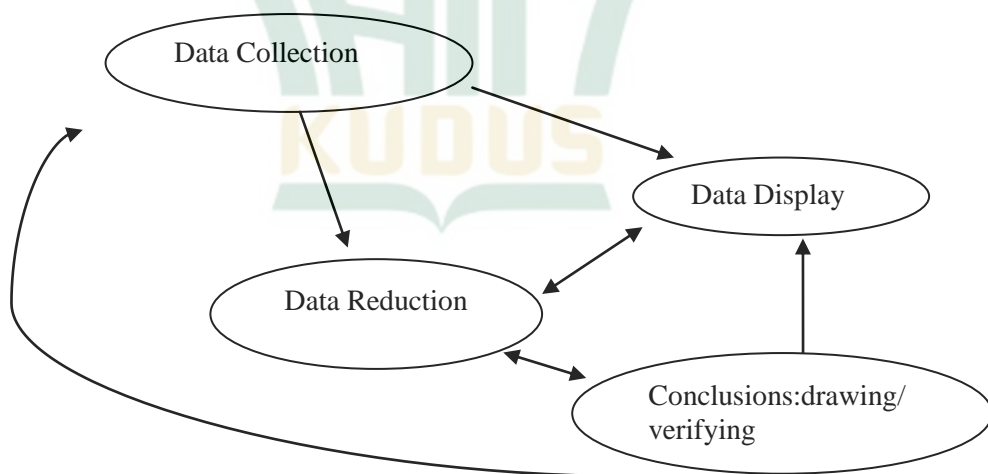 Data Collection
KUDUS
Data Display
Data Reduction
Conclusions:drawing/
verifying